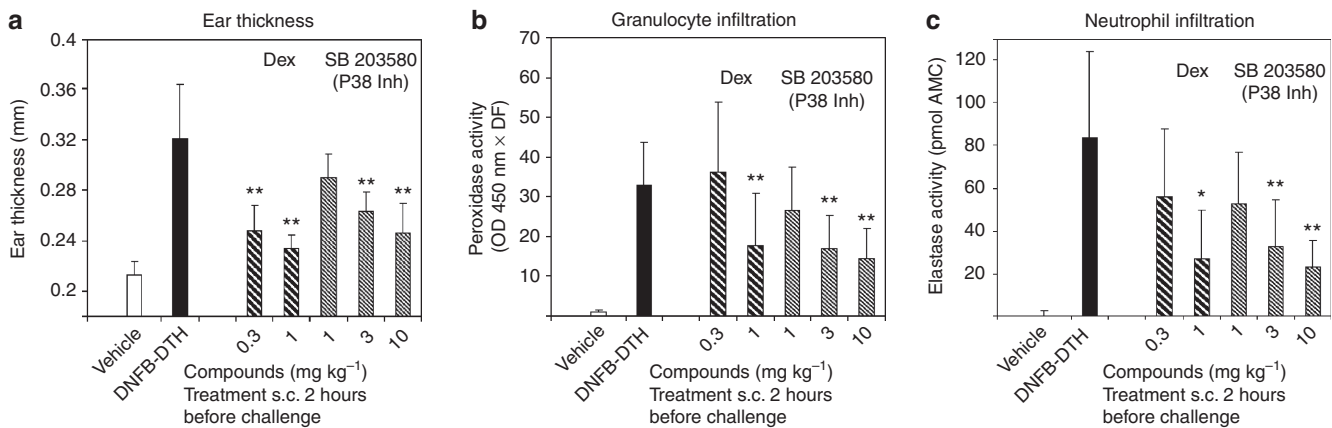 a
Ear thickness
0.4
0.36
0.32
0.28
0.24
0.2
Ear thickness (mm)
Dex
SB 203580
(P38 Inh)
**
**
**
**
Vehicle
DNFB-DTH
0.3
1
1
3
10
Compounds (mg kg⁻¹)
Treatment s.c. 2 hours
before challenge
b
Granulocyte infiltration
70
60
50
40
30
20
10
Peroxidase activity
(OD 450 nm × DF)
Dex
SB 203580
(P38 Inh)
**
**
**
Vehicle
DNFB-DTH
0.3
1
1
3
10
Compounds (mg kg⁻¹)
Treatment s.c. 2 hours
before challenge
c
Neutrophil infiltration
120
100
80
60
40
20
Elastase activity (pmol AMC)
Dex
SB 203580
(P38 Inh)
*
**
**
Vehicle
DNFB-DTH
0.3
1
1
3
10
Compounds (mg kg⁻¹)
Treatment s.c. 2 hours
before challenge